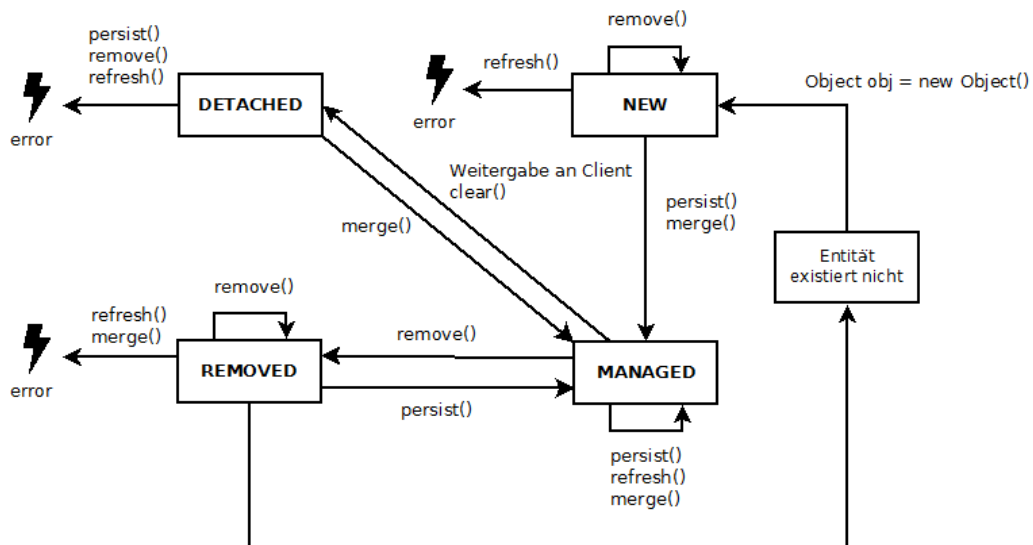 persist()
remove()
refresh()
error
DETACHED
remove()
refresh()
error
NEW
Object obj = new Object()
Weitergabe an Client
clear()
merge()
persist()
merge()
Entität
existiert nicht
remove()
refresh()
merge()
error
REMOVED
remove()
persist()
MANAGED
persist()
refresh()
merge()